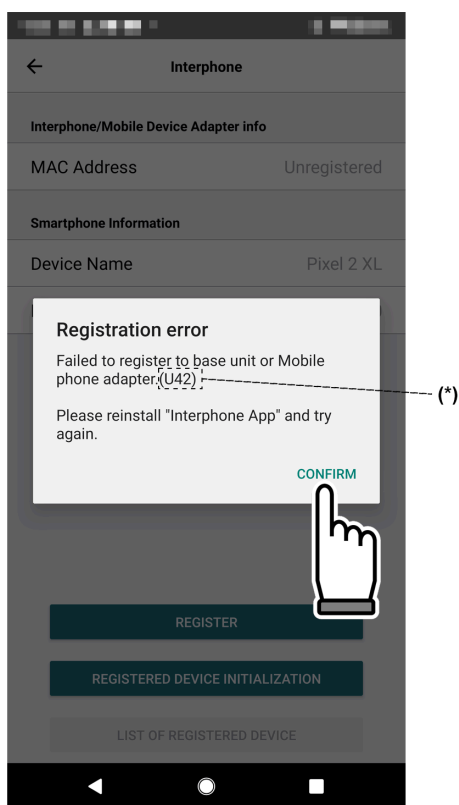 Interphone
Interphone/Mobile Device Adapter info
MAC Address Unregistered
Smartphone Information
Device Name Pixel 2 XL
Registration error
Failed to register to base unit or Mobile
phone adapter.(U42)
(*)
Please reinstall "Interphone App" and try
again.
CONFIRM
REGISTER
REGISTERED DEVICE INITIALIZATION
LIST OF REGISTERED DEVICE